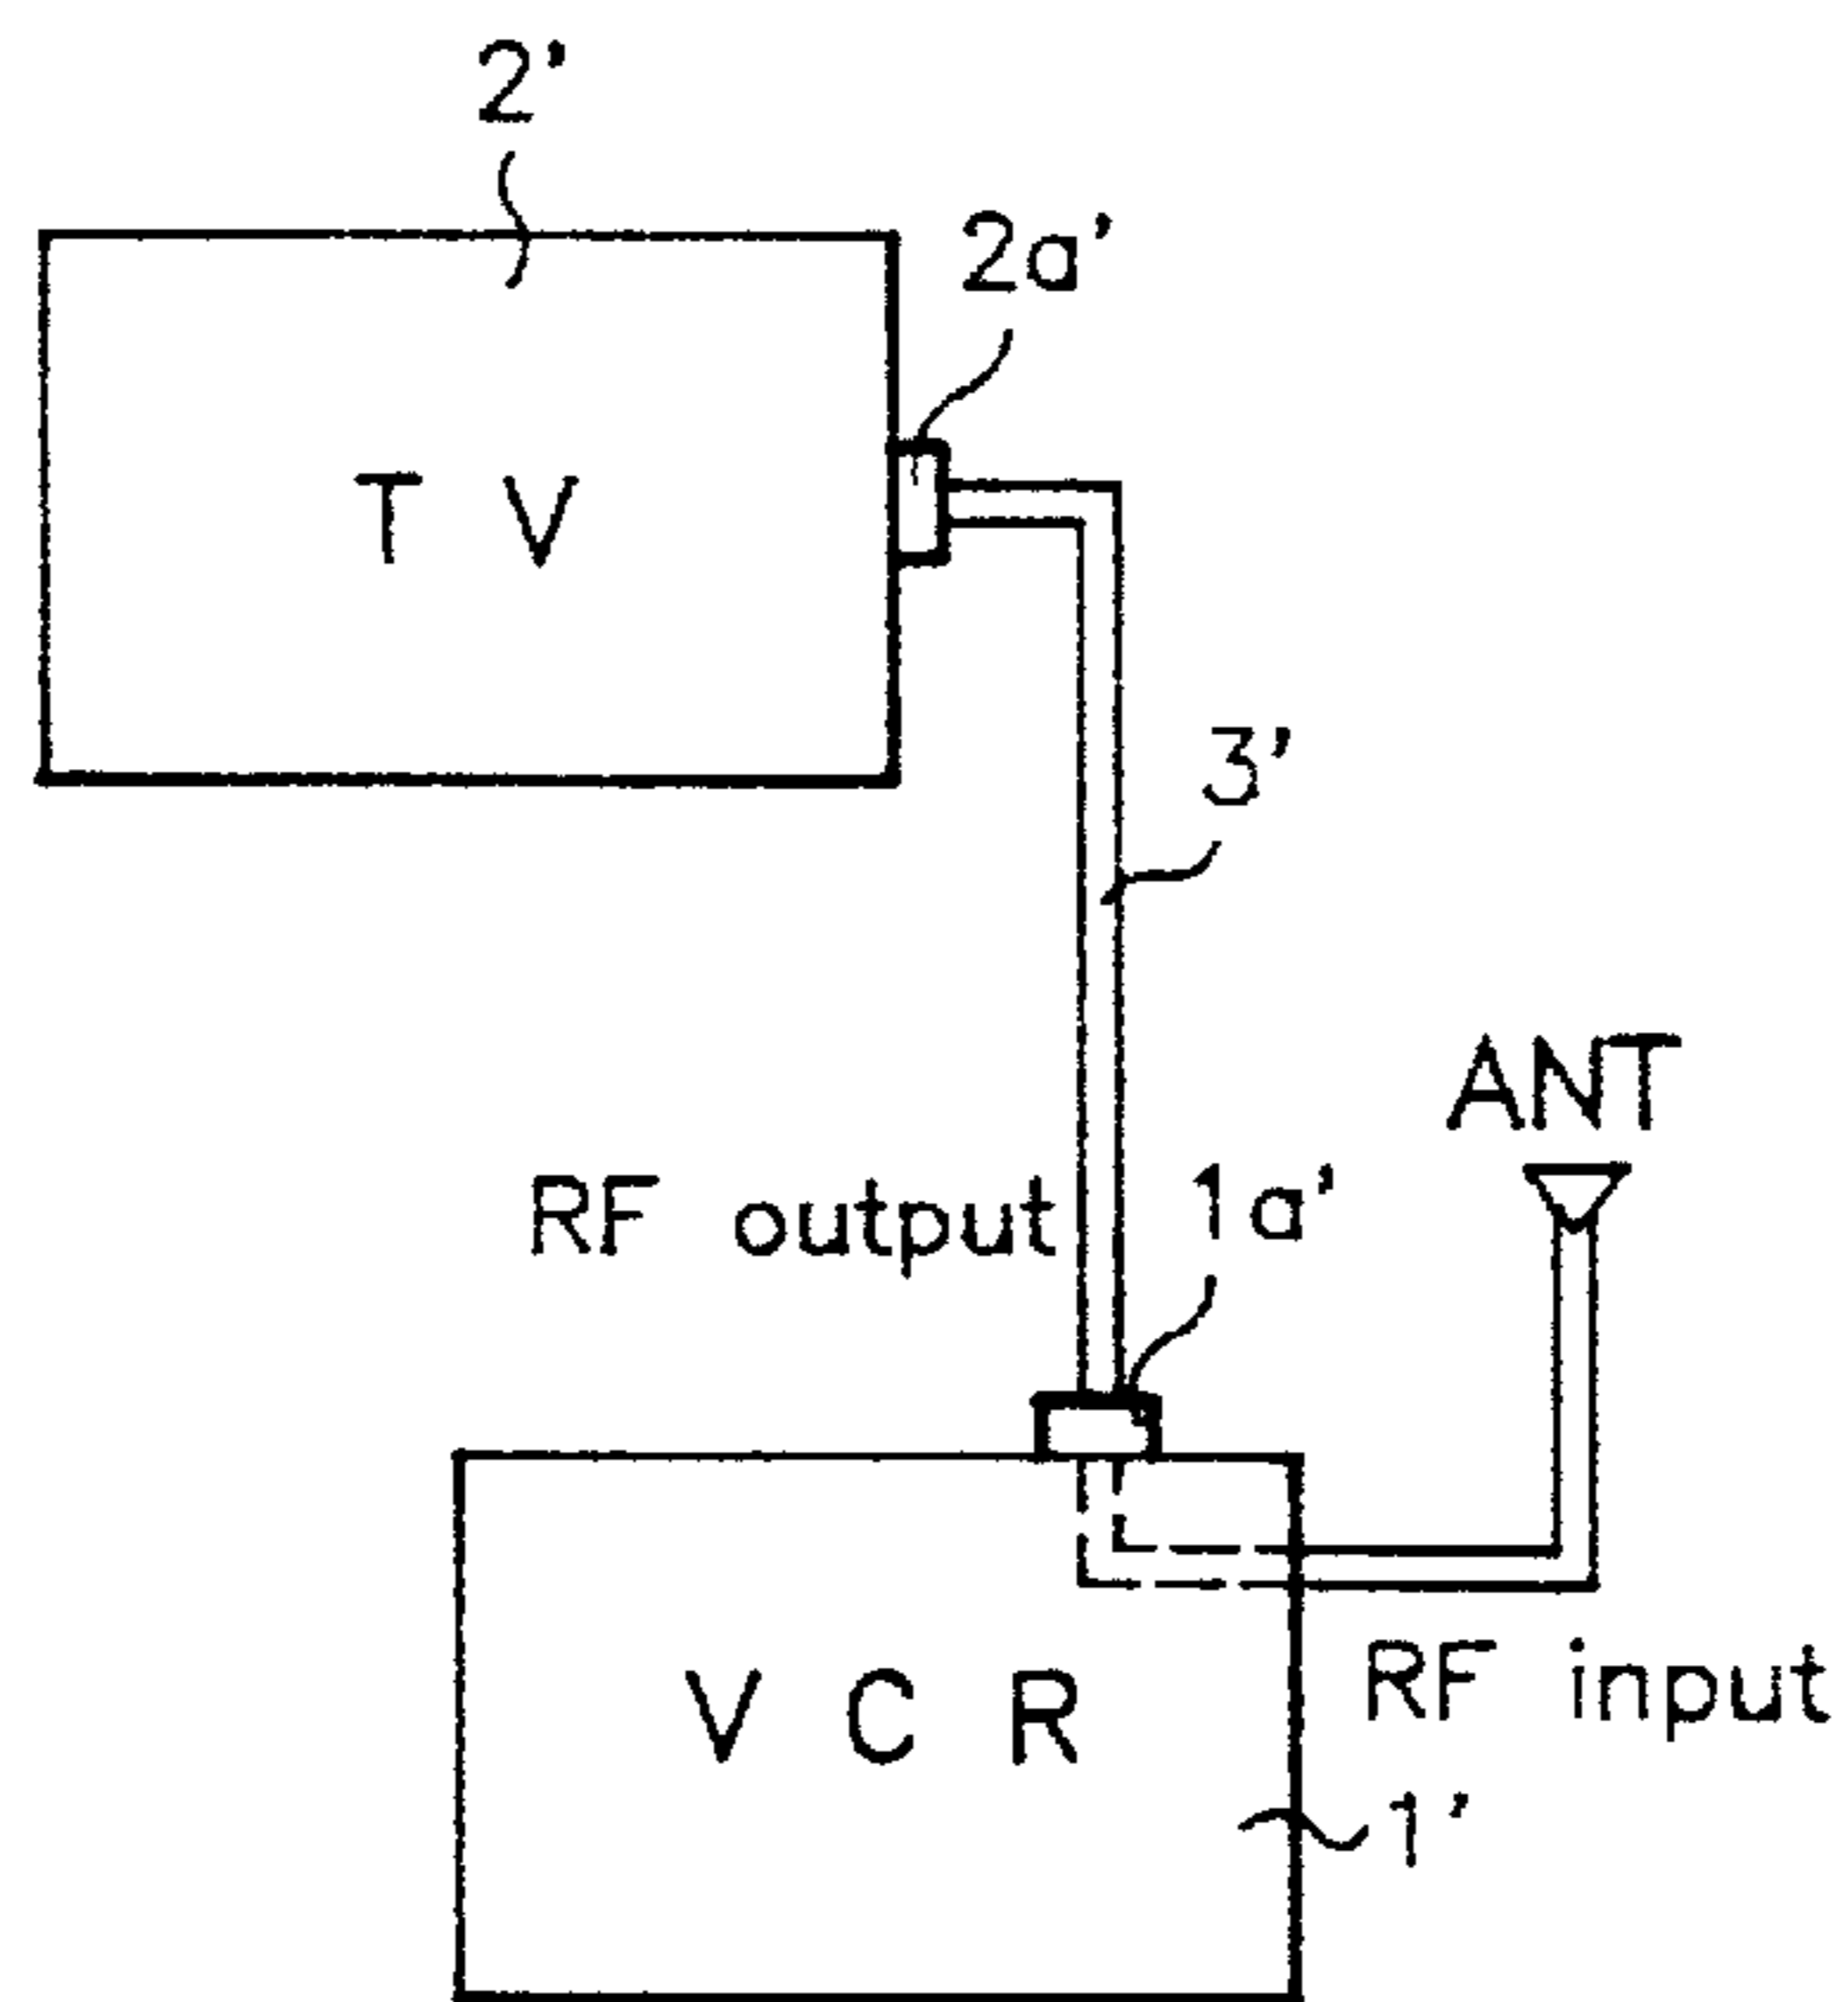 2'
2a'
T V
3'
ANT
RF output
1a'
RF input
V C R
1'